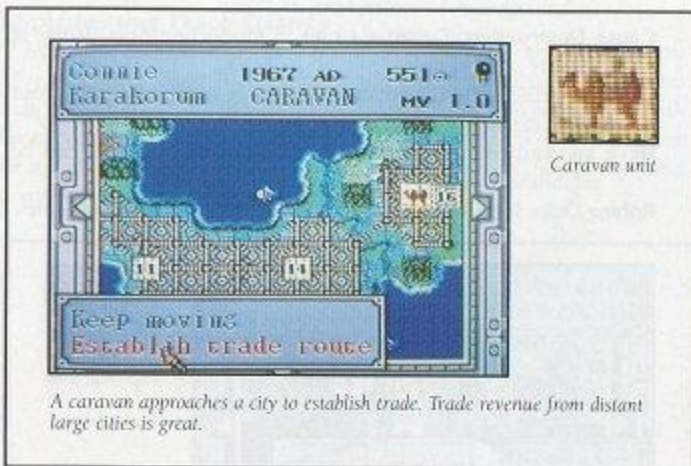 Commie 1967 AD 551
Karakorum CARAVAN MV 1.0
16
11 14
Keep moving
Establish trade route
Caravan unit
A caravan approaches a city to establish trade. Trade revenue from distant
large cities is great.